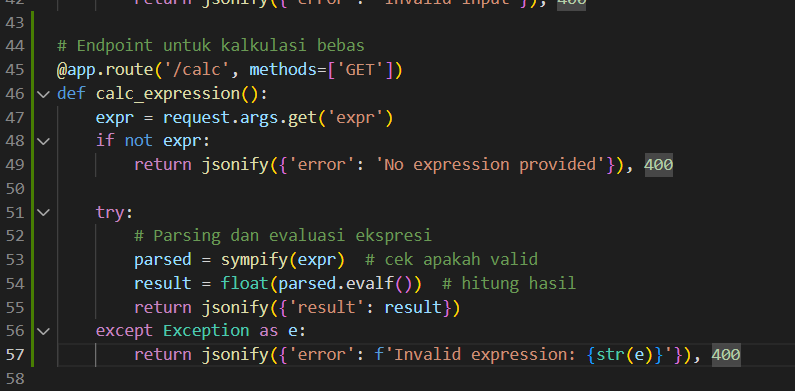 42 return jsonify({'error': 'Invalid input'}), 400
43
44 # Endpoint untuk kalkulasi bebas
45 @app.route('/calc', methods=['GET'])
46 def calc_expression():
47     expr = request.args.get('expr')
48     if not expr:
49         return jsonify({'error': 'No expression provided'}), 400
50
51     try:
52         # Parsing dan evaluasi ekspresi
53         parsed = sympify(expr)  # cek apakah valid
54         result = float(parsed.evalf())  # hitung hasil
55         return jsonify({'result': result})
56     except Exception as e:
57         return jsonify({'error': f'Invalid expression: {str(e)}'}), 400
58